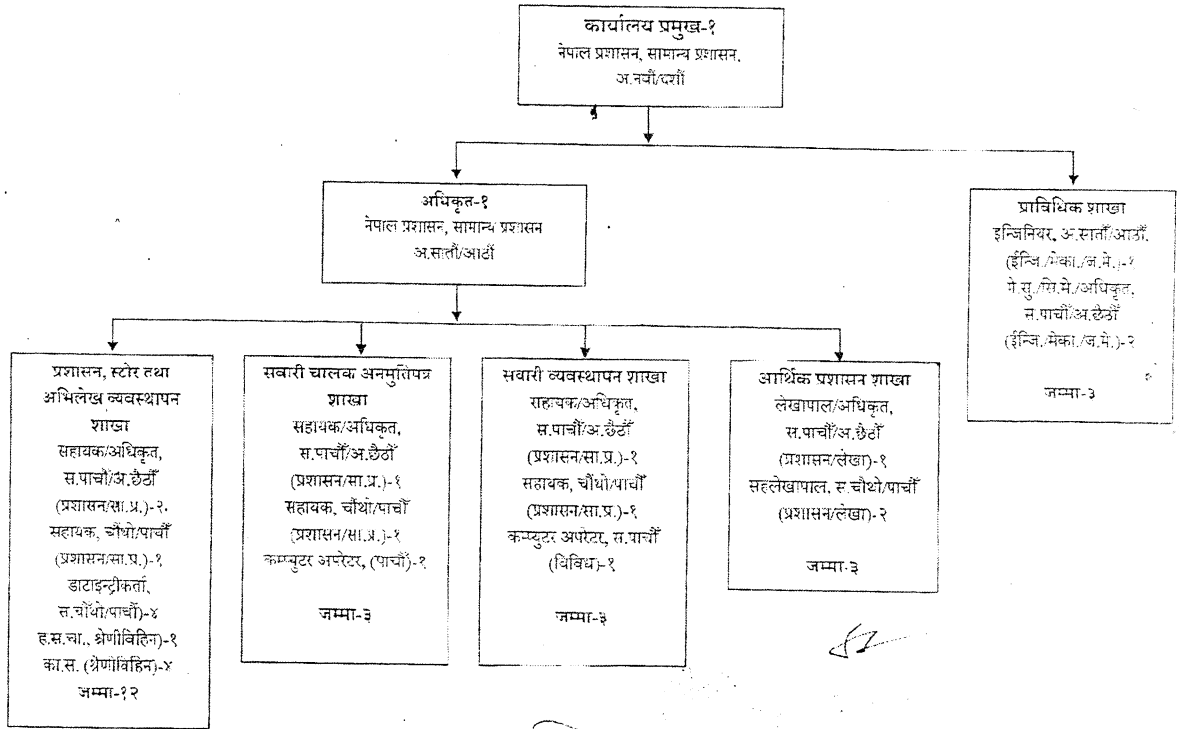 कार्यालय प्रमुख-१
नेपाल प्रशासन, सामान्य प्रशासन,
अ.नवौं/दशौं
अधिकृत-१
नेपाल प्रशासन, सामान्य प्रशासन
अ.सातौं/आठौं
प्राविधिक शाखा
इन्जिनियर, अ.सातौं/आठौं,
(ईन्जि./मेका./ज.मे.)-१
मे.सु./सि.मे./अधिकृत,
स.पाचौं/अ.छैठौं
(ईन्जि./मेका./ज.मे.)-२
जम्मा-३
प्रशासन, स्टोर तथा
अभिलेख व्यवस्थापन
शाखा
सहायक/अधिकृत,
स.पाचौं/अ.छैठौं
(प्रशासन/सा.प्र.)-२
सहायक, चौंथो/पाचौं
(प्रशासन/सा.प्र.)-१
डाटाइन्ट्रीकर्ता,
स.चौंथो/पाचौं)-४
ह.स.चा., श्रेणीविहिन)-१
का.स. (श्रेणीविहिन)-४
जम्मा-१२
सवारी चालक अनमुतिपत्र
शाखा
सहायक/अधिकृत,
स.पाचौं/अ.छैठौं
(प्रशासन/सा.प्र.)-१
सहायक, चौंथो/पाचौं
(प्रशासन/सा.प्र.)-१
कम्प्युटर अपरेटर, (पाचौं)-१
जम्मा-३
सवारी व्यवस्थापन शाखा
सहायक/अधिकृत,
स.पाचौं/अ.छैठौं
(प्रशासन/सा.प्र.)-१
सहायक, चौंथो/पाचौं
(प्रशासन/सा.प्र.)-१
कम्प्युटर अपरेटर, स.पाचौं
(विविध)-१
जम्मा-३
आर्थिक प्रशासन शाखा
लेखापाल/अधिकृत,
स.पाचौं/अ.छैठौं
(प्रशासन/लेखा)-१
सहलेखापाल, स.चौथो/पाचौं
(प्रशासन/लेखा)-२
जम्मा-३